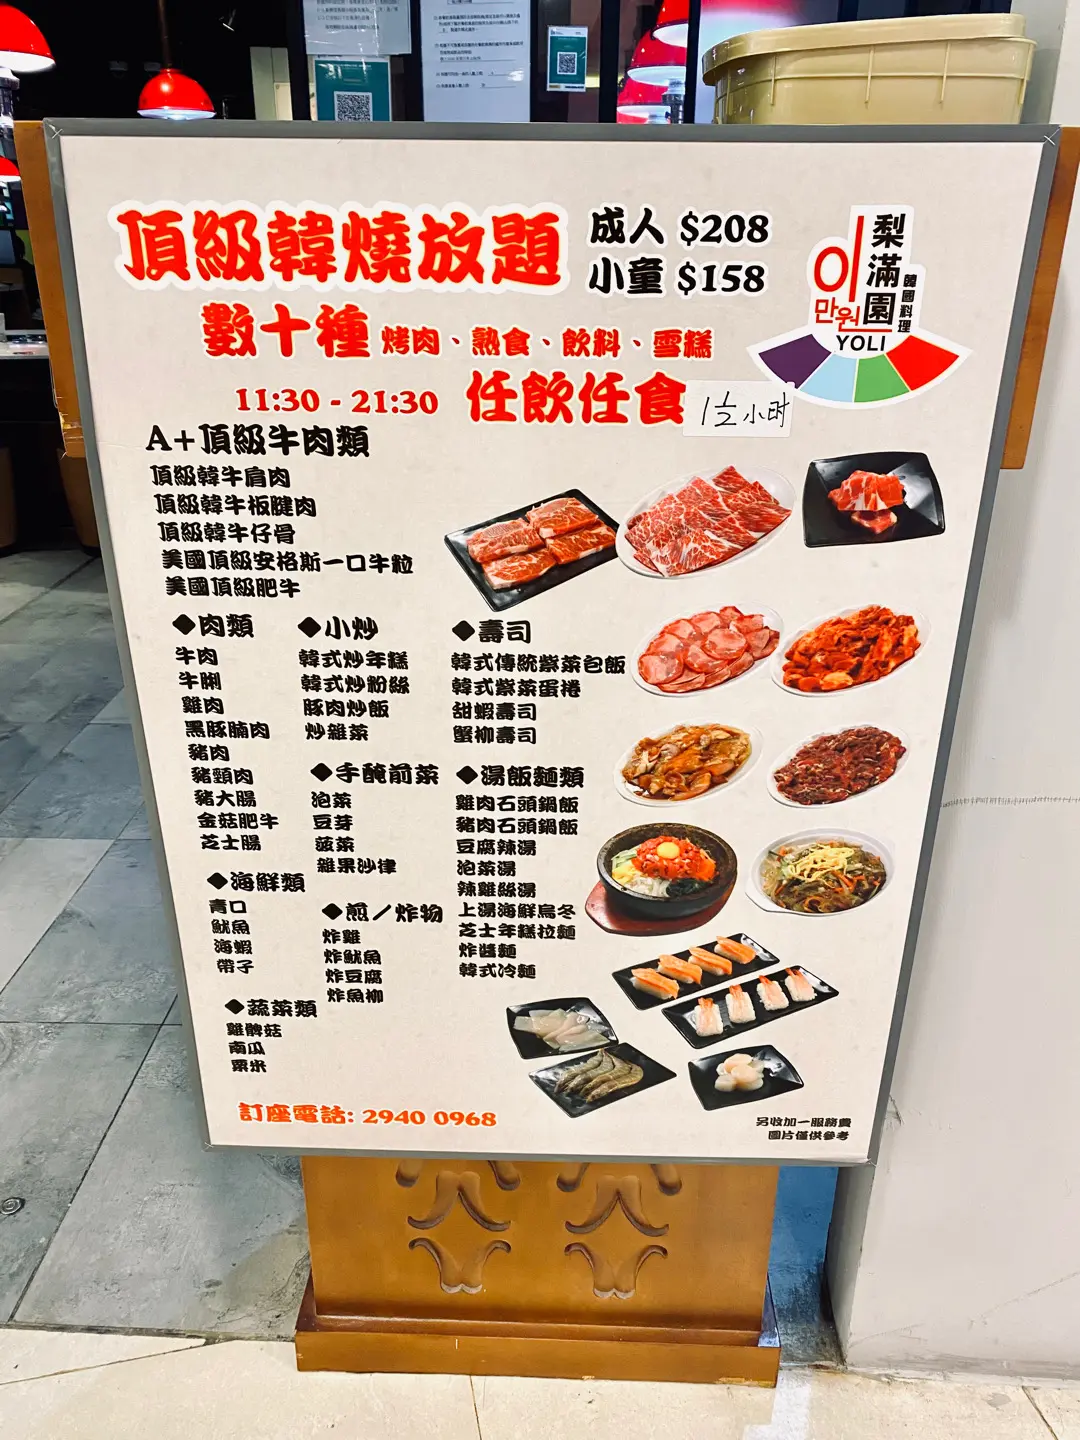 頂級韓燒放題
成人 $208
小童 $158
數十種 烤肉、熟食、飲料、雪糕
11:30 - 21:30 任飲任食 1½小时
梨滿園
韓國料理
이만원
YOLI
A+頂級牛肉類
頂級韓牛肩肉
頂級韓牛板腱肉
頂級韓牛仔骨
美國頂級安格斯一口牛粒
美國頂級肥牛
◆肉類
牛肉
牛脷
雞肉
黑豚腩肉
豬肉
豬頸肉
豬大腸
金菇肥牛
芝士腸
◆海鮮類
青口
魷魚
海蝦
帶子
◆蔬菜類
雞髀菇
南瓜
粟米
◆小炒
韓式炒年糕
韓式炒粉絲
豚肉炒飯
炒雜菜
◆手醃前菜
泡菜
豆芽
菠菜
雜果沙律
◆煎／炸物
炸雞
炸魷魚
炸豆腐
炸魚柳
◆壽司
韓式傳統紫菜包飯
韓式紫菜蛋捲
甜蝦壽司
蟹柳壽司
◆湯飯麵類
雞肉石頭鍋飯
豬肉石頭鍋飯
豆腐辣湯
泡菜湯
辣雞絲湯
上湯海鮮烏冬
芝士年糕拉麵
炸醬麵
韓式冷麵
訂座電話: 2940 0968
另收加一服務費
圖片僅供參考